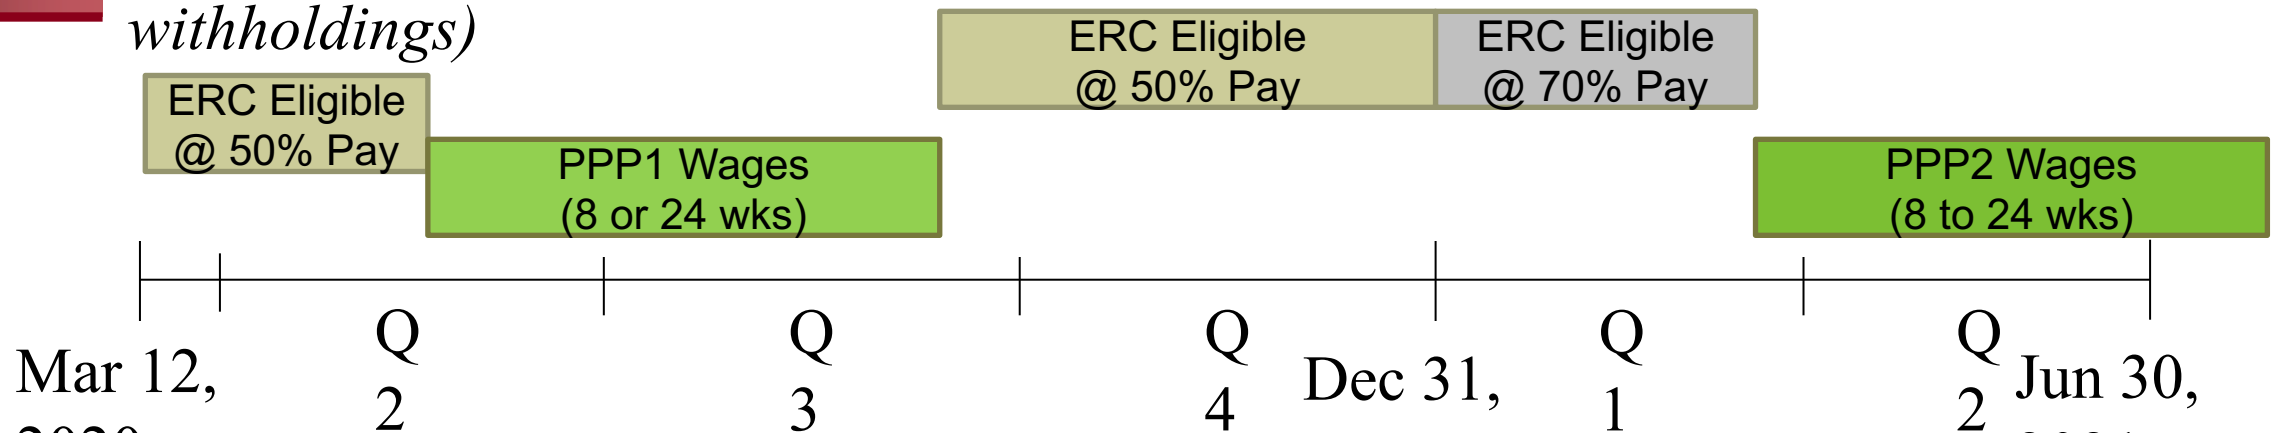 withholdings)
ERC Eligible
@ 50% Pay
ERC Eligible
@ 70% Pay
ERC Eligible
@ 50% Pay
PPP1 Wages
(8 or 24 wks)
PPP2 Wages
(8 to 24 wks)
Mar 12,
Q
2
Q
3
Q
4
Dec 31,
Q
1
Q
2
Jun 30,